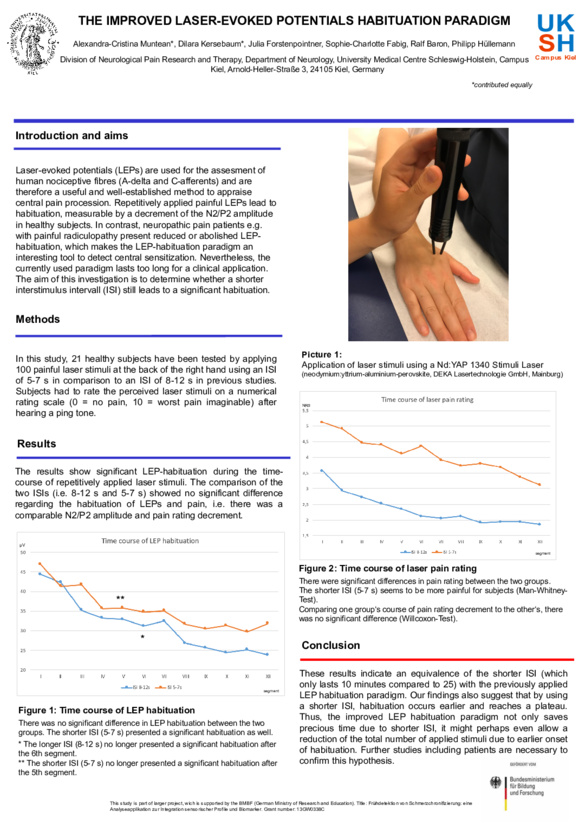 THE IMPROVED LASER-EVOKED POTENTIALS HABITUATION PARADIGM
UK
SH
Campus Kiel
Alexandra-Cristina Muntean*, Dilara Kersebaum*, Julia Forstenpointner, Sophie-Charlotte Fabig, Ralf Baron, Philipp Hüllemann
Division of Neurological Pain Research and Therapy, Department of Neurology, University Medical Centre Schleswig-Holstein, Campus
Kiel, Arnold-Heller-Straße 3, 24105 Kiel, Germany
*contributed equally
Introduction and aims
Laser-evoked potentials (LEPs) are used for the assesment of
human nociceptive fibres (A-delta and C-afferents) and are
therefore a useful and well-established method to appraise
central pain procession. Repetitively applied painful LEPs lead to
habituation, measurable by a decrement of the N2/P2 amplitude
in healthy subjects. In contrast, neuropathic pain patients e.g.
with painful radiculopathy present reduced or abolished LEP-
habituation, which makes the LEP-habituation paradigm an
interesting tool to detect central sensitization. Nevertheless, the
currently used paradigm lasts too long for a clinical application.
The aim of this investigation is to determine whether a shorter
interstimulus intervall (ISI) still leads to a significant habituation.
Methods
In this study, 21 healthy subjects have been tested by applying
100 painful laser stimuli at the back of the right hand using an ISI
of 5-7 s in comparison to an ISI of 8-12 s in previous studies.
Subjects had to rate the perceived laser stimuli on a numerical
rating scale (0 = no pain, 10 = worst pain imaginable) after
hearing a ping tone.
Results
The results show significant LEP-habituation during the time-
course of repetitively applied laser stimuli. The comparison of the
two ISIs (i.e. 8-12 s and 5-7 s) showed no significant difference
regarding the habituation of LEPs and pain, i.e. there was a
comparable N2/P2 amplitude and pain rating decrement.
Time course of LEP habituation
µV
50
45
40
35
30
25
20
**
*
I II III IV V VI VII VIII IX X XI XII
segment
ISI 8-12s ISI 5-7s
Figure 1: Time course of LEP habituation
There was no significant difference in LEP habituation between the two
groups. The shorter ISI (5-7 s) presented a significant habituation as well.
* The longer ISI (8-12 s) no longer presented a significant habituation after
the 6th segment.
** The shorter ISI (5-7 s) no longer presented a significant habituation after
the 5th segment.
Picture 1:
Application of laser stimuli using a Nd:YAP 1340 Stimuli Laser
(neodymium:yttrium-aluminium-perovskite, DEKA Lasertechnologie GmbH, Mainburg)
Time course of laser pain rating
5,5
5
4,5
4
3,5
3
2,5
2
1,5
I II III IV V VI VII VIII IX X XI XII
segment
ISI 8-12s ISI 5-7s
Figure 2: Time course of laser pain rating
There were significant differences in pain rating between the two groups.
The shorter ISI (5-7 s) seems to be more painful for subjects (Man-Whitney-
Test).
Comparing one group's course of pain rating decrement to the other's, there
was no significant difference (Willcoxon-Test).
Conclusion
These results indicate an equivalence of the shorter ISI (which
only lasts 10 minutes compared to 25) with the previously applied
LEP habituation paradigm. Our findings also suggest that by using
a shorter ISI, habituation occurs earlier and reaches a plateau.
Thus, the improved LEP habituation paradigm not only saves
precious time due to shorter ISI, it might perhaps even allow a
reduction of the total number of applied stimuli due to earlier onset
of habituation. Further studies including patients are necessary to
confirm this hypothesis.
GEFÖRDERT VOM
Bundesministerium
für Bildung
und Forschung
This study is part of larger project, wich is supported by the BMBF (German Ministry of Research and Education). Title: Frühdetektion von Schmerzchronifizierung: eine
Analyseapplikation zur Integration sensorischer Profile und Biomarker. Grant number: 13GW0338C